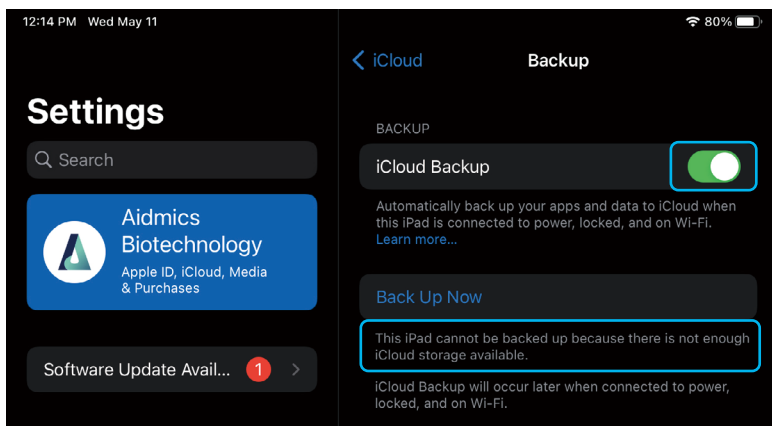 12:14 PM Wed May 11
80%
Settings
Search
Aidmics
Biotechnology
Apple ID, iCloud, Media
& Purchases
Software Update Avail... 1
iCloud
Backup
BACKUP
iCloud Backup
Automatically back up your apps and data to iCloud when
this iPad is connected to power, locked, and on Wi-Fi.
Learn more...
Back Up Now
This iPad cannot be backed up because there is not enough
iCloud storage available.
iCloud Backup will occur later when connected to power,
locked, and on Wi-Fi.